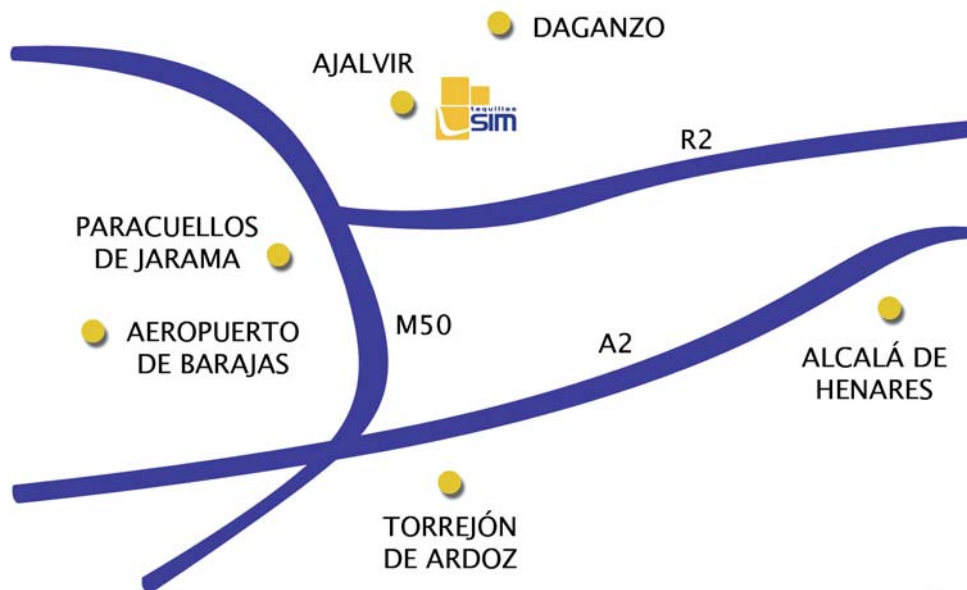 DAGANZO
AJALVIR
taquillas
sim
R2
PARACUELLOS
DE JARAMA
M50
AEROPUERTO
DE BARAJAS
A2
ALCALÁ DE
HENARES
TORREJÓN
DE ARDOZ